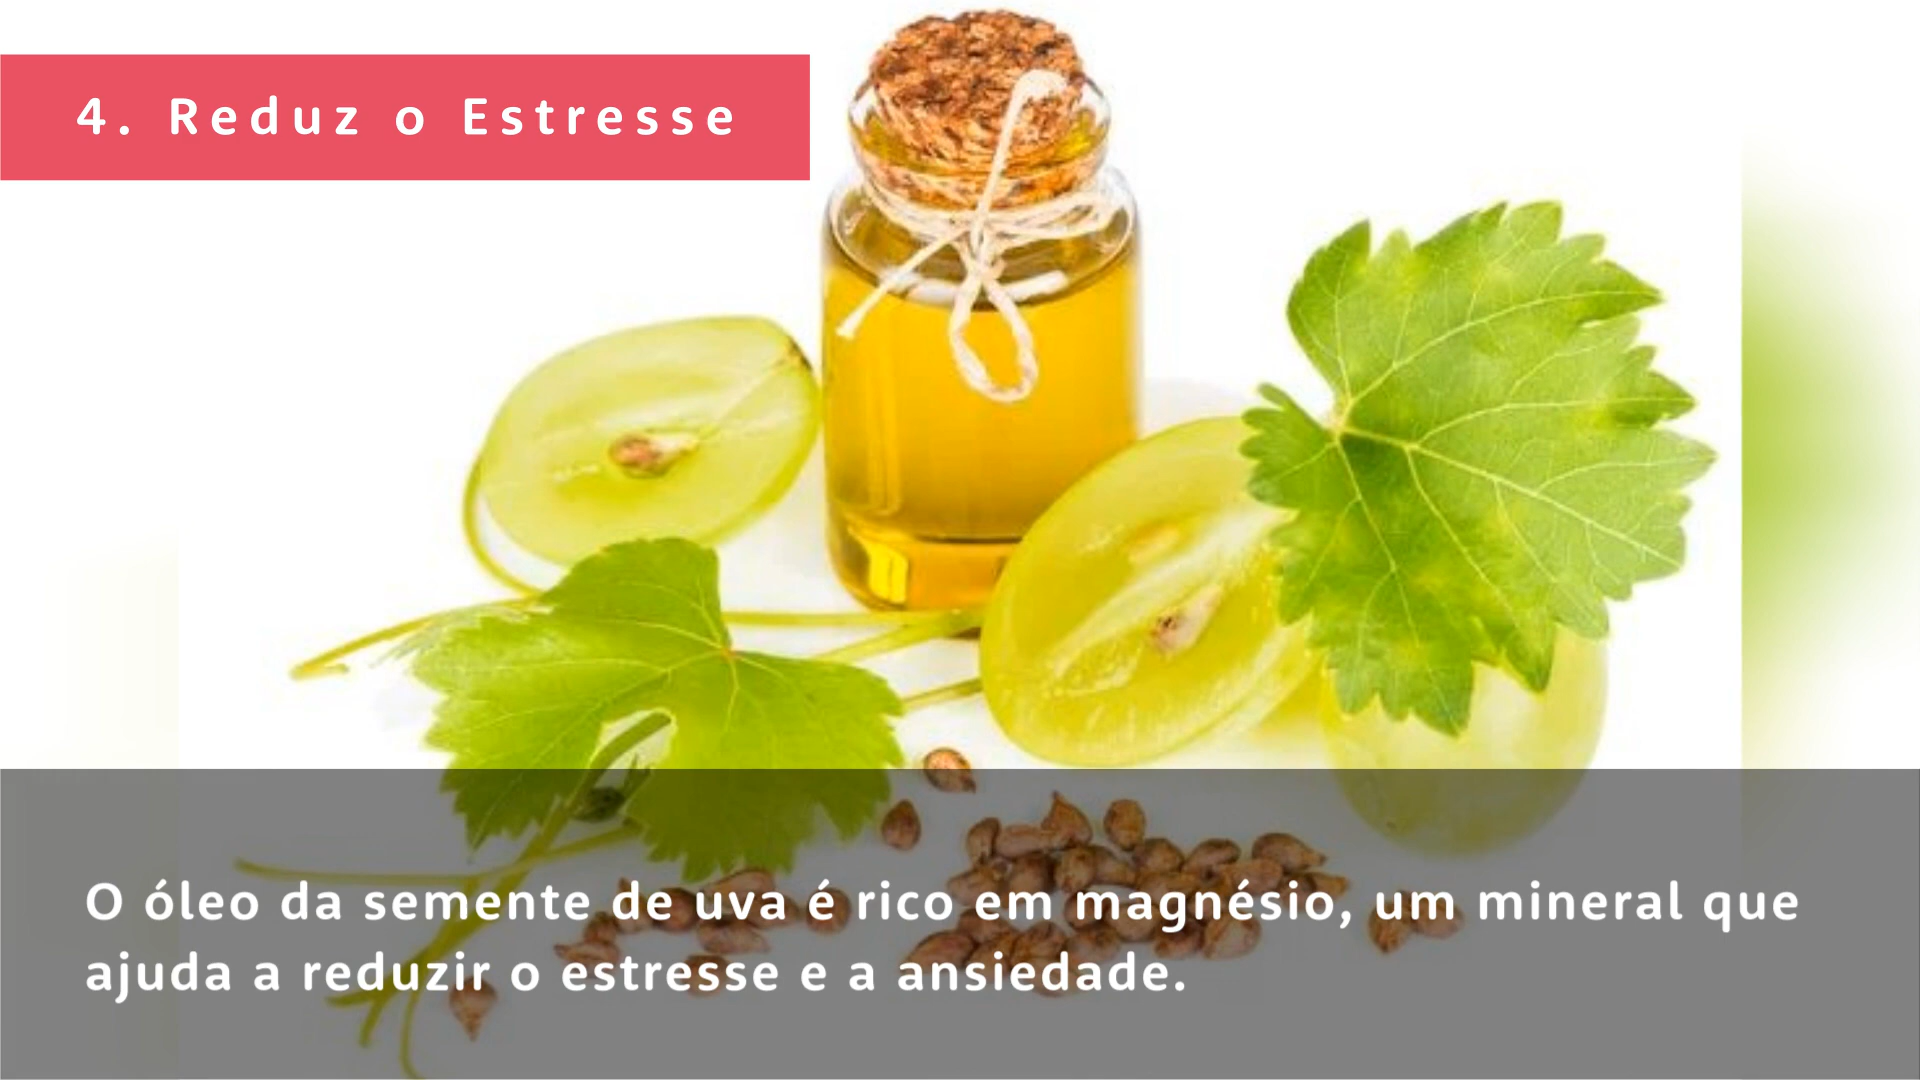 4. Reduz o Estresse
O óleo da semente de uva é rico em magnésio, um mineral que
ajuda a reduzir o estresse e a ansiedade.